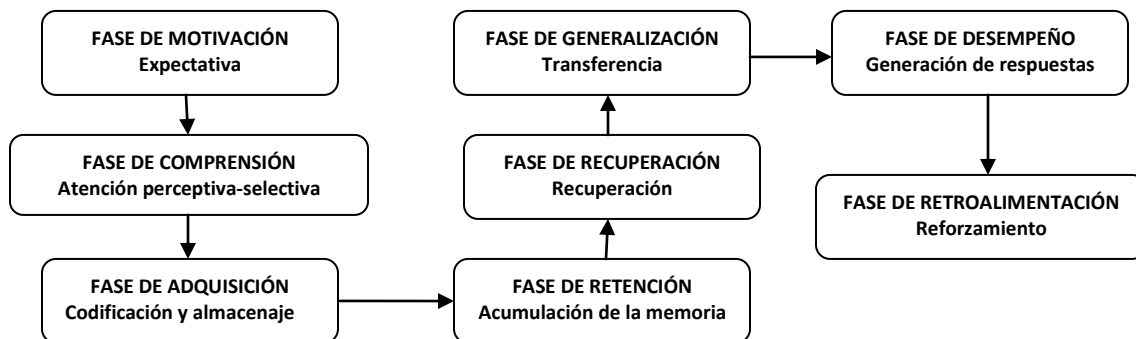 FASE DE MOTIVACIÓN
Expectativa
FASE DE COMPRENSIÓN
Atención perceptiva-selectiva
FASE DE ADQUISICIÓN
Codificación y almacenaje
FASE DE RETENCIÓN
Acumulación de la memoria
FASE DE RECUPERACIÓN
Recuperación
FASE DE GENERALIZACIÓN
Transferencia
FASE DE DESEMPEÑO
Generación de respuestas
FASE DE RETROALIMENTACIÓN
Reforzamiento